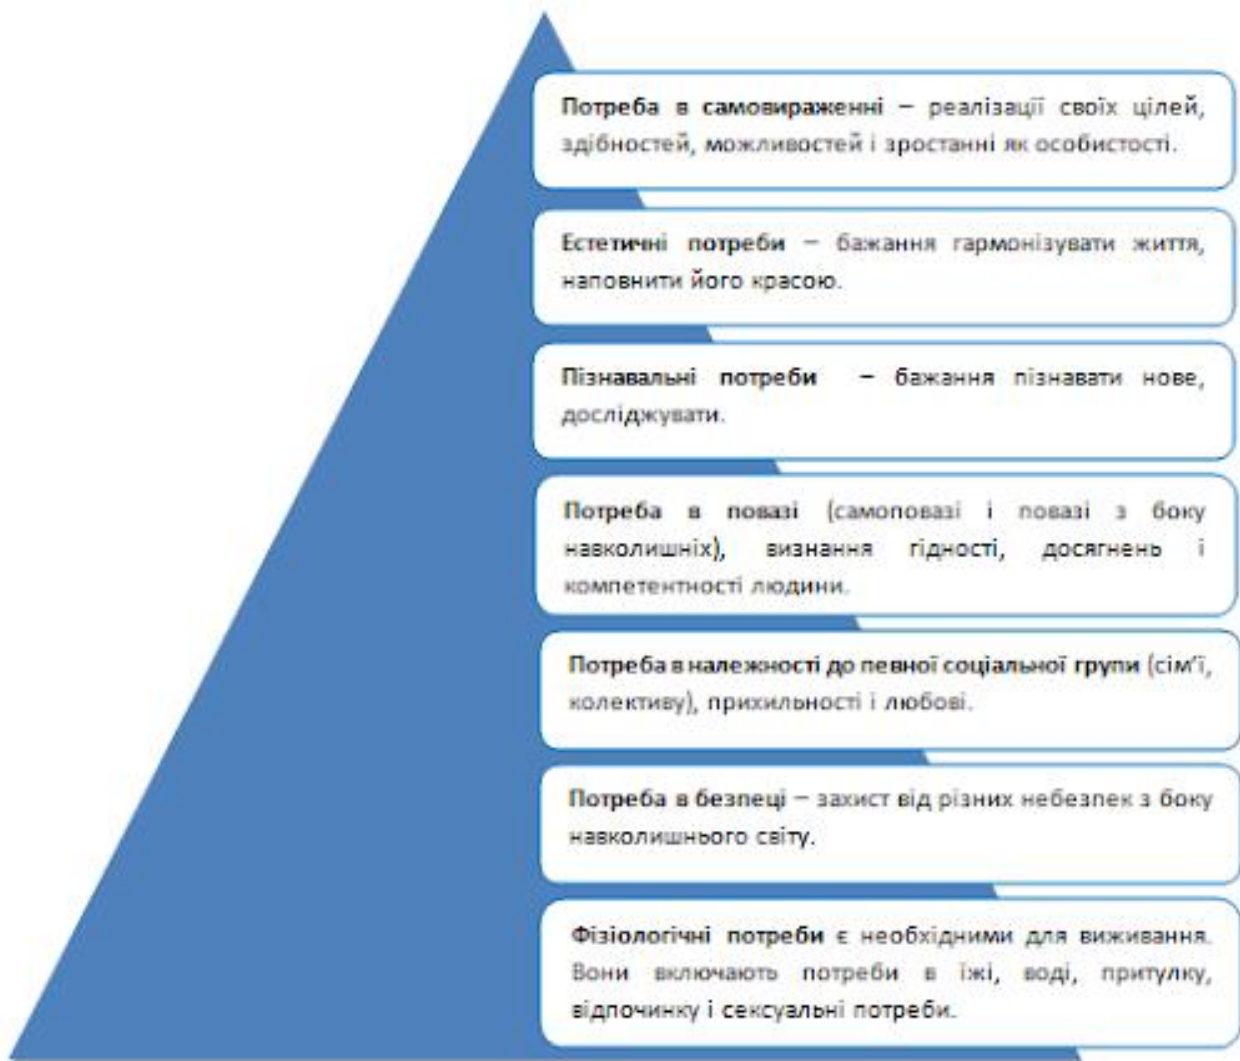 Потреба в самовираженні – реалізації своїх цілей,
здібностей, можливостей і зростанні як особистості.
Естетичні потреби – бажання гармонізувати життя,
наповнити його красою.
Пізнавальні потреби – бажання пізнавати нове,
досліджувати.
Потреба в повазі (самоповазі і повазі з боку
навколишніх), визнання гідності, досягнень і
компетентності людини.
Потреба в належності до певної соціальної групи (сім’ї,
колективу), прихильності і любові.
Потреба в безпеці – захист від різних небезпек з боку
навколишнього світу.
Фізіологічні потреби є необхідними для виживання.
Вони включають потреби в їжі, воді, притулку,
відпочинку і сексуальні потреби.